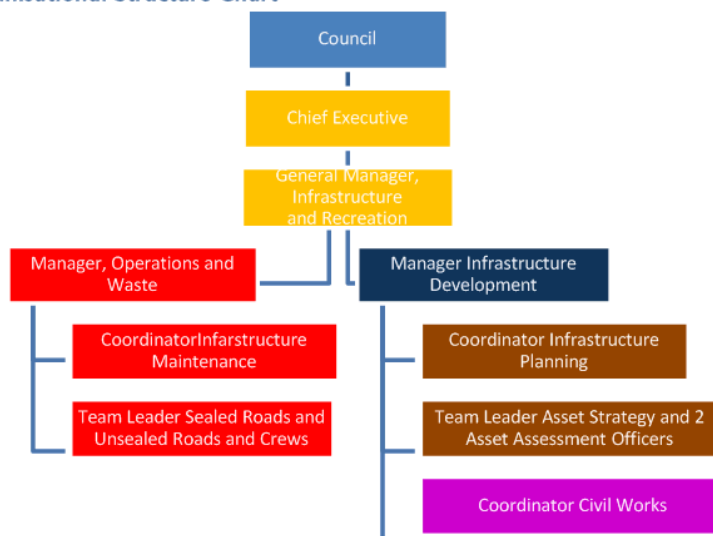 Structure Chart
Council
Chief Executive
General Manager,
Infrastructure
and Recreation
Manager, Operations and
Waste
Manager Infrastructure
Development
CoordinatorInfarstructure
Maintenance
Coordinator Infrastructure
Planning
Team Leader Sealed Roads and
Unsealed Roads and Crews
Team Leader Asset Strategy and 2
Asset Assessment Officers
Coordinator Civil Works